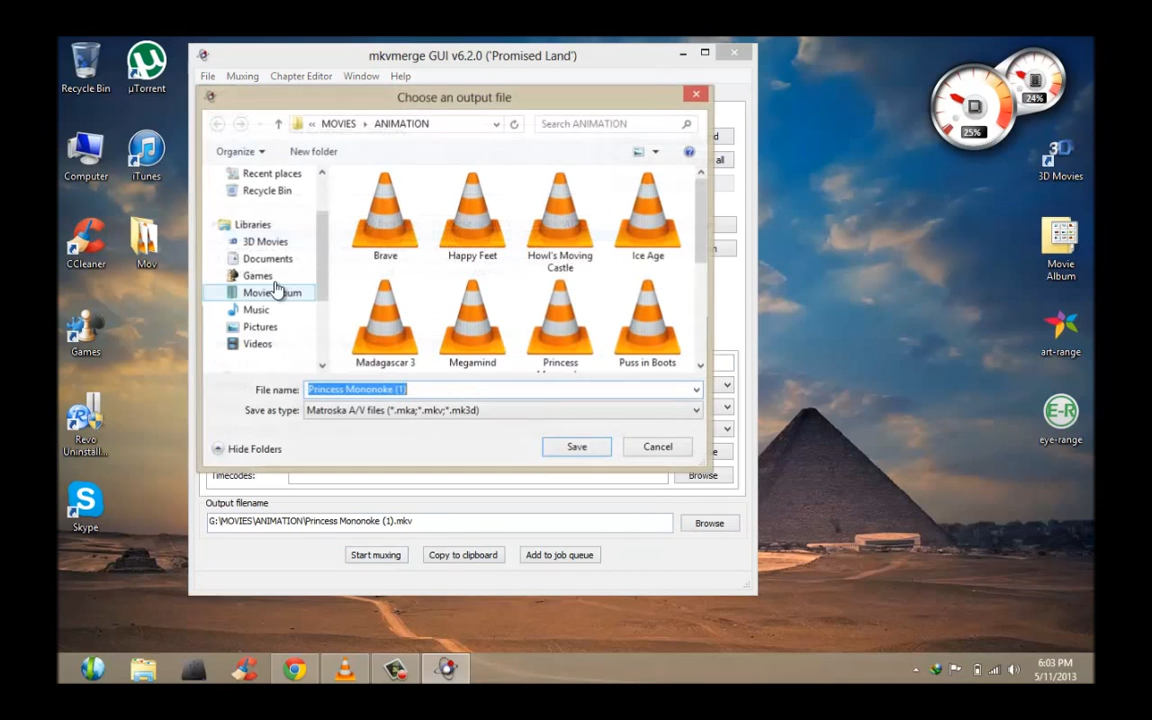 Recycle Bin
µTorrent
Computer
iTunes
CCleaner
Mov
Games
Revo
Uninstall...
Skype
mkvmerge GUI v6.2.0 ('Promised Land')
File Muxing Chapter Editor Window Help
Choose an output file
« MOVIES ANIMATION
Search ANIMATION
Organize New folder
Recent places
Recycle Bin
Libraries
3D Movies
Documents
Games
Music
Pictures
Videos
Brave
Happy Feet
Howl's Moving
Castle
Ice Age
Madagascar 3
Megamind
Princess
Puss in Boots
File name: Princess Mononoke (1)
Save as type: Matroska A/V files (*.mka;*.mkv;*.mk3d)
Hide Folders
Save
Cancel
all
Timecodes:
Browse
Output filename
G:\MOVIES\ANIMATION\Princess Mononoke (1).mkv
Browse
Start muxing
Copy to clipboard
Add to job queue
24%
25%
3D
3D Movies
Movie
Album
art-range
E-R
eye-range
6:03 PM
5/11/2013